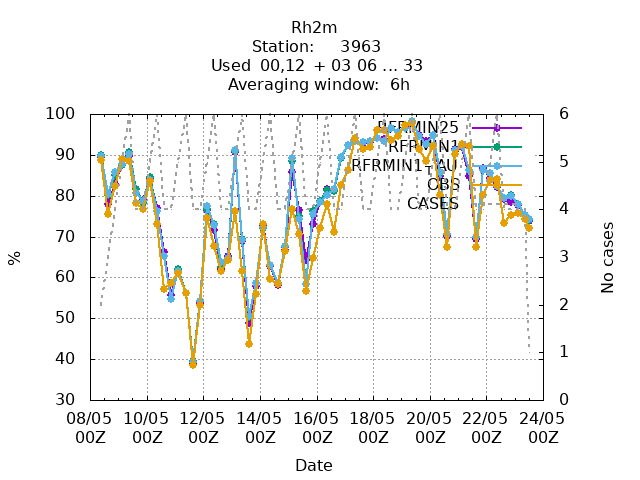 Rh2m
Station: 3963
Used 00,12 + 03 06 ... 33
Averaging window: 6h
100
90
80
70
60
50
40
30
%
6
5
4
3
2
1
0
No cases
RFRMIN25
RFRMIN1
RFRMIN1-AU
OBS
CASES
08/05 10/05 12/05 14/05 16/05 18/05 20/05 22/05 24/05
00Z 00Z 00Z 00Z 00Z 00Z 00Z 00Z 00Z
Date